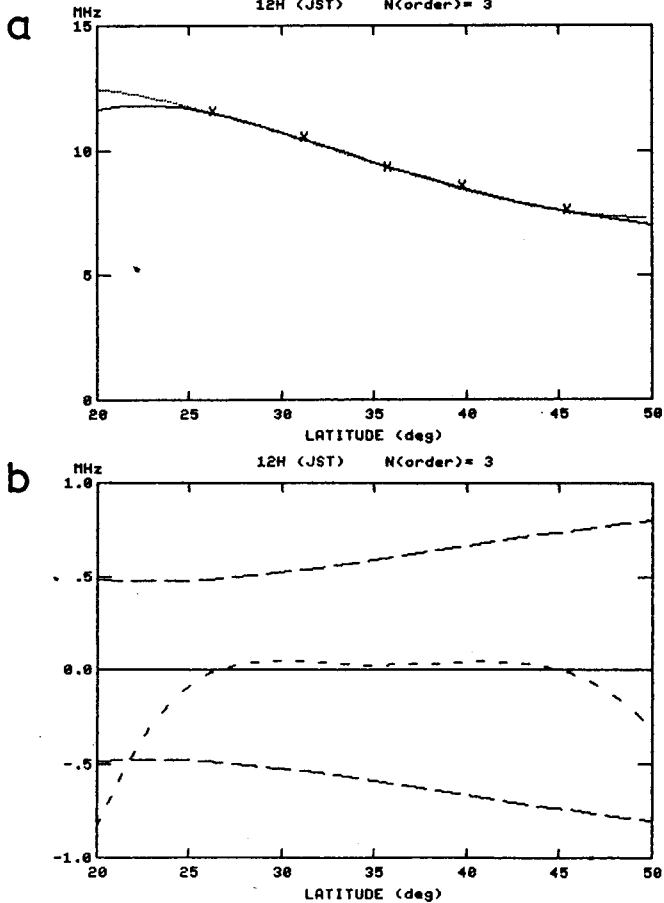 12H (JST) N(order)= 3
a
MHz
15
10
5
0
20 25 30 35 40 45 50
LATITUDE (deg)
12H (JST) N(order)= 3
b
MHz
1.0
.5
0.0
-.5
-1.0
20 25 30 35 40 45 50
LATITUDE (deg)